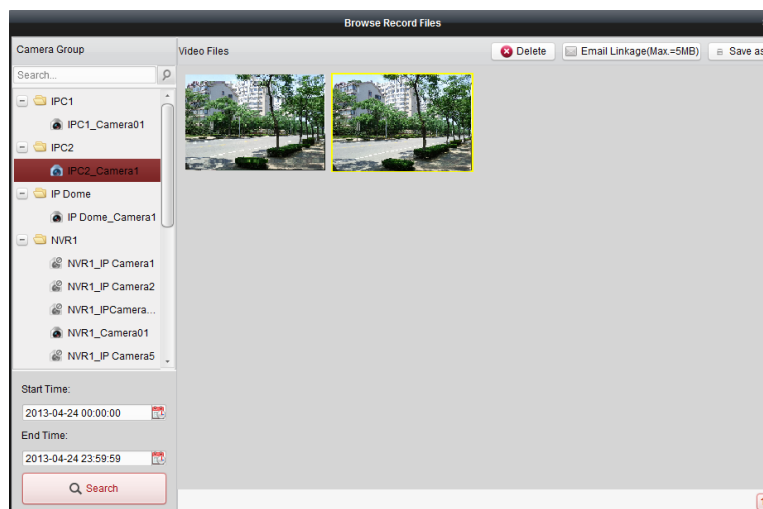 Browse Record Files
Camera Group
Video Files
Delete
Email Linkage(Max.=5MB)
Save as
Search...
IPC1
IPC1_Camera01
IPC2
IPC2_Camera1
IP Dome
IP Dome_Camera1
NVR1
NVR1_IP Camera1
NVR1_IP Camera2
NVR1_IPCamera...
NVR1_Camera01
NVR1_IP Camera5
Start Time:
2013-04-24 00:00:00
End Time:
2013-04-24 23:59:59
Search